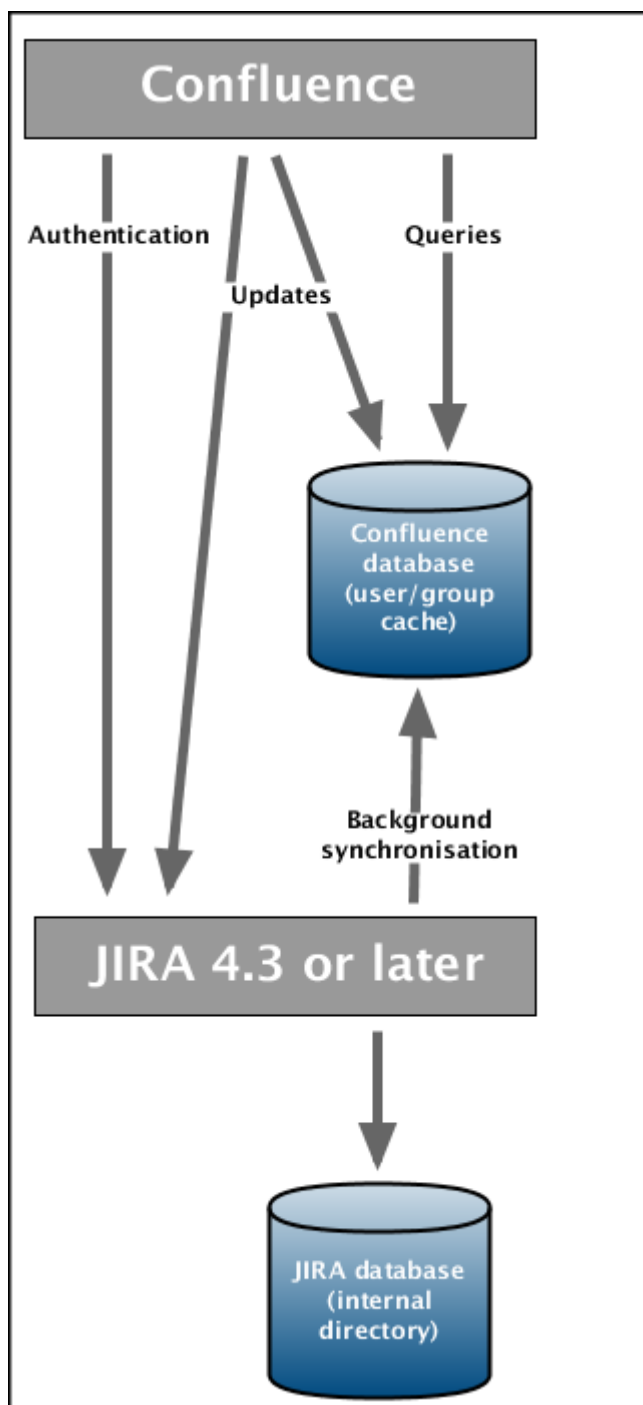 Confluence
Authentication
Queries
Updates
Confluence
database
(user/group
cache)
Background
synchronisation
JIRA 4.3 or later
JIRA database
(internal
directory)